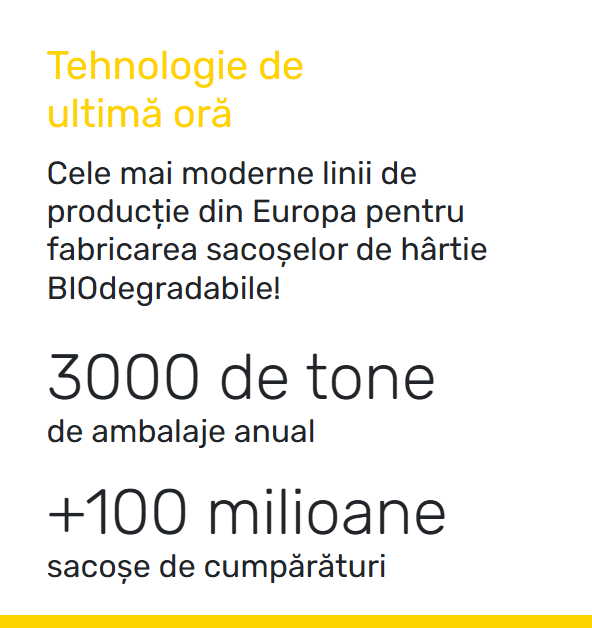 Tehnologie de
ultimă oră
Cele mai moderne linii de
producție din Europa pentru
fabricarea sacoșelor de hârtie
BIOdegradabile!
3000 de tone
de ambalaje anual
+100 milioane
sacoșe de cumpărături